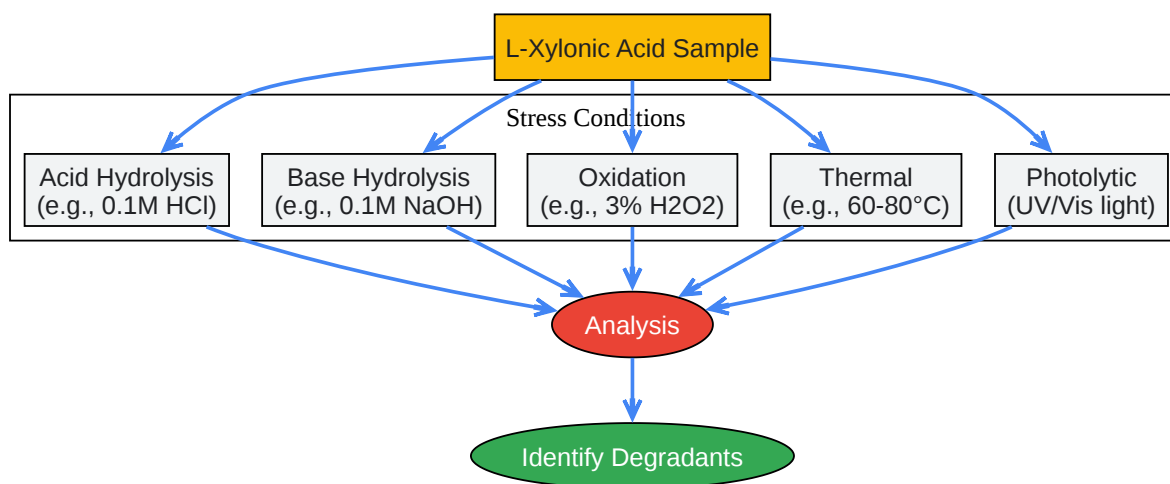 L-Xylonic Acid Sample
Stress Conditions
Acid Hydrolysis
(e.g., 0.1M HCl)
Base Hydrolysis
(e.g., 0.1M NaOH)
Oxidation
(e.g., 3% H2O2)
Thermal
(e.g., 60-80°C)
Photolytic
(UV/Vis light)
Analysis
Identify Degradants